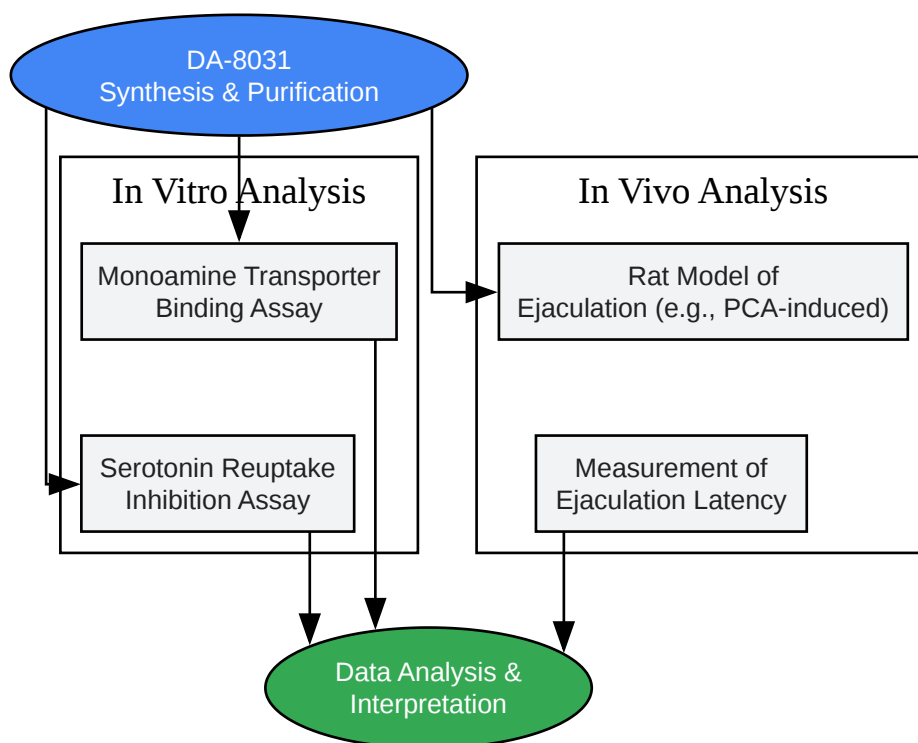 DA-8031
Synthesis & Purification
In Vitro Analysis
Monoamine Transporter
Binding Assay
Serotonin Reuptake
Inhibition Assay
In Vivo Analysis
Rat Model of
Ejaculation (e.g., PCA-induced)
Measurement of
Ejaculation Latency
Data Analysis &
Interpretation